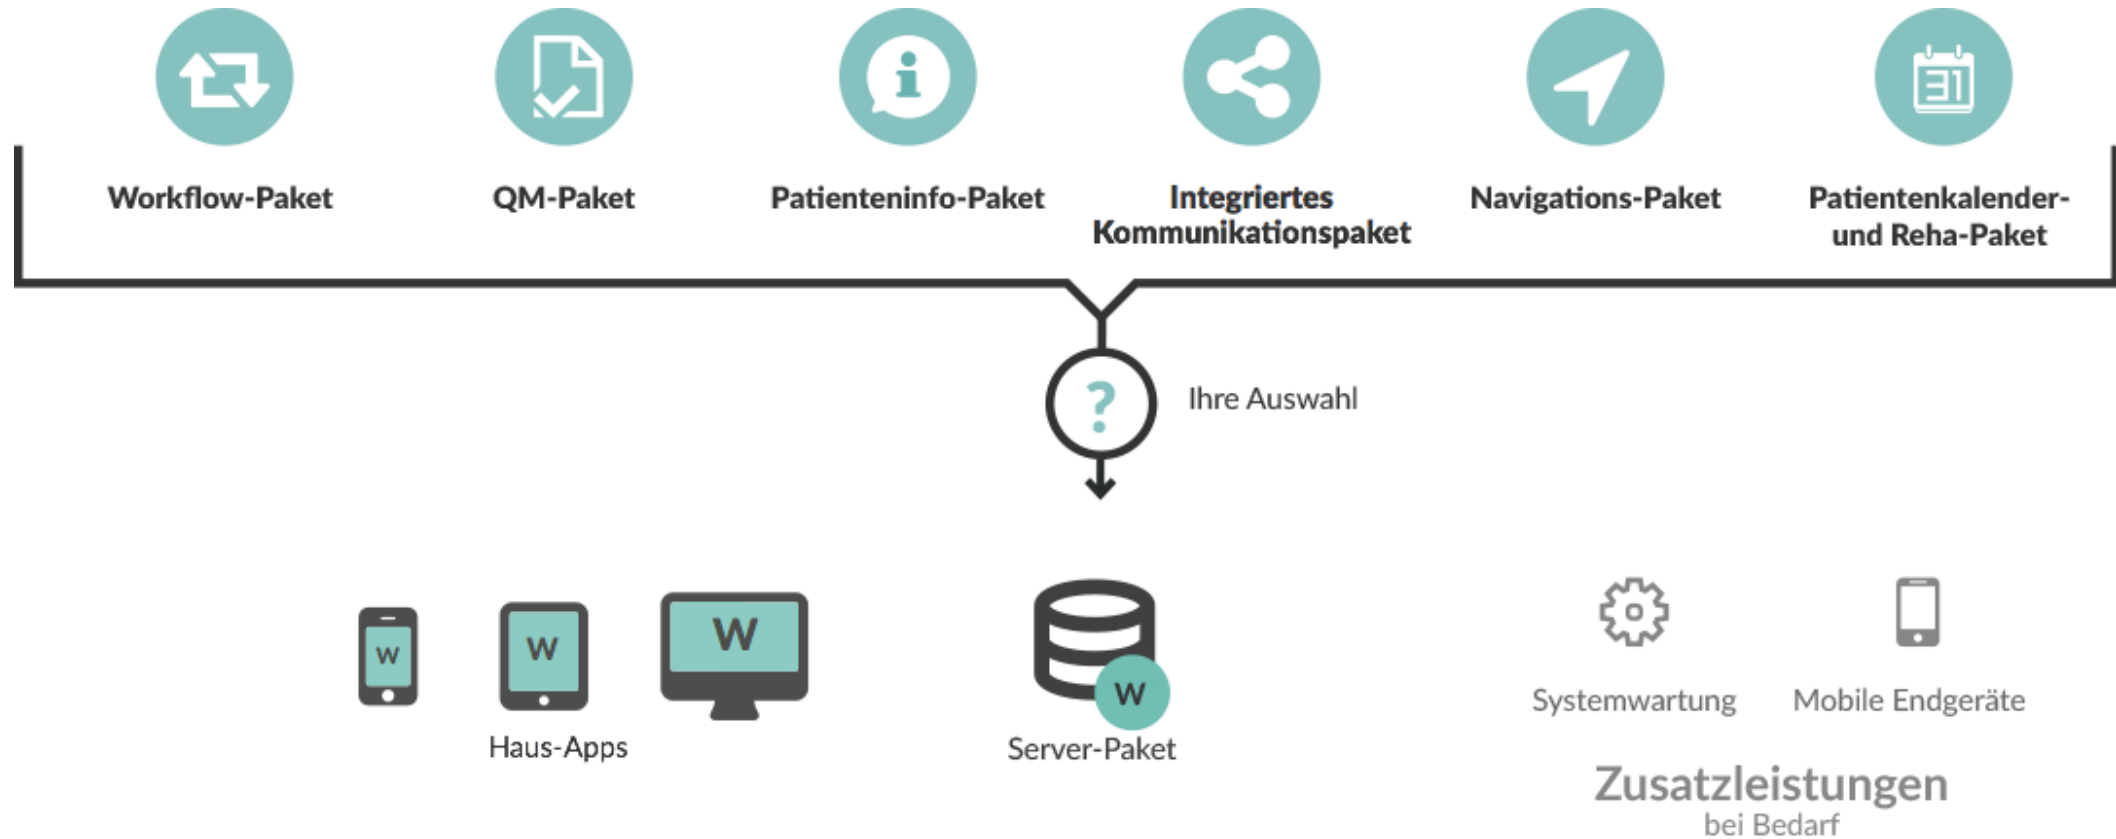 31
Workflow-Paket
QM-Paket
Patienteninfo-Paket
Integriertes
Kommunikationspaket
Navigations-Paket
Patientenkalender-
und Reha-Paket
?
Ihre Auswahl
W
W
W
Haus-Apps
W
Server-Paket
Systemwartung
Mobile Endgeräte
Zusatzleistungen
bei Bedarf